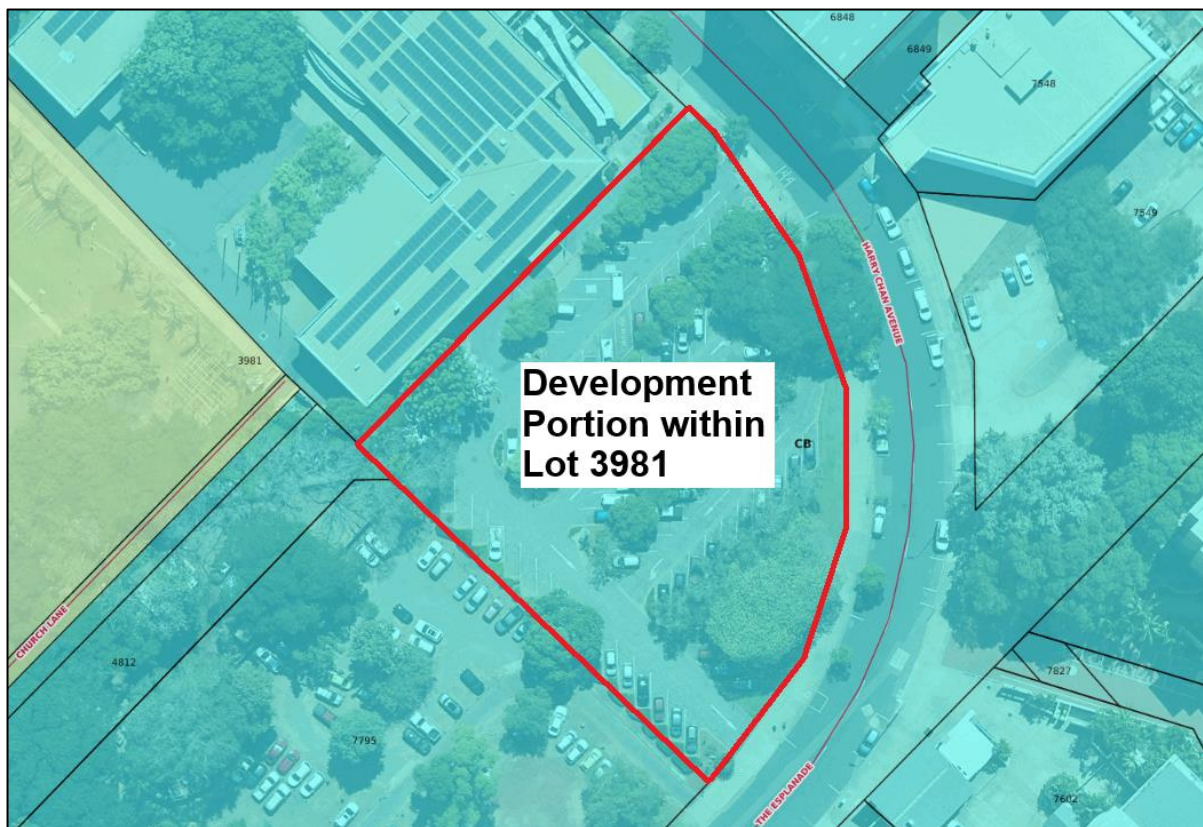 6848
6849
7548
7549
HARRY CHAN AVENUE
3981
Development
Portion within
Lot 3981
CB
CHURCH LANE
4812
7795
7827
7602
THE ESPLANADE